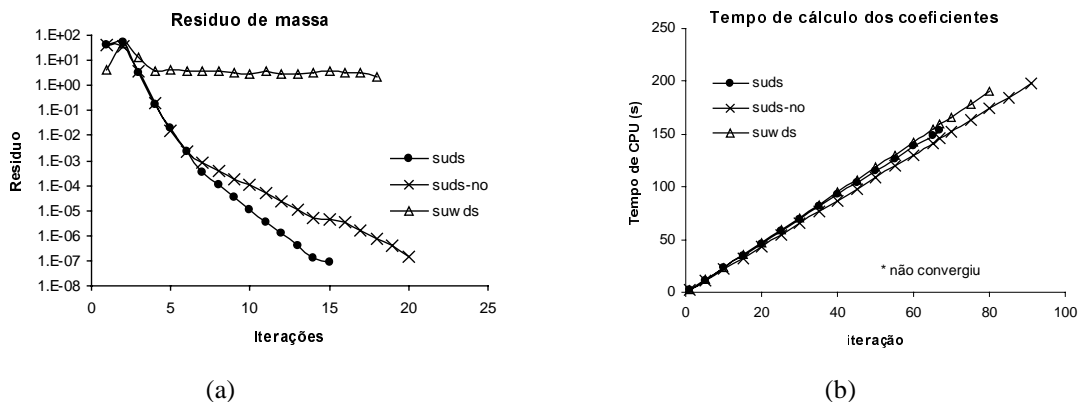 Residuo de massa
1.E+02
1.E+01
1.E+00
1.E-01
1.E-02
1.E-03
1.E-04
1.E-05
1.E-06
1.E-07
1.E-08
Residuo
0 5 10 15 20 25
Iterações
suds
suds-no
suw ds
(a)
Tempo de cálculo dos coeficientes
250
200
150
100
50
0
Tempo de CPU (s)
0 20 40 60 80 100
iteração
suds
suds-no
suw ds
* não convergiu
(b)